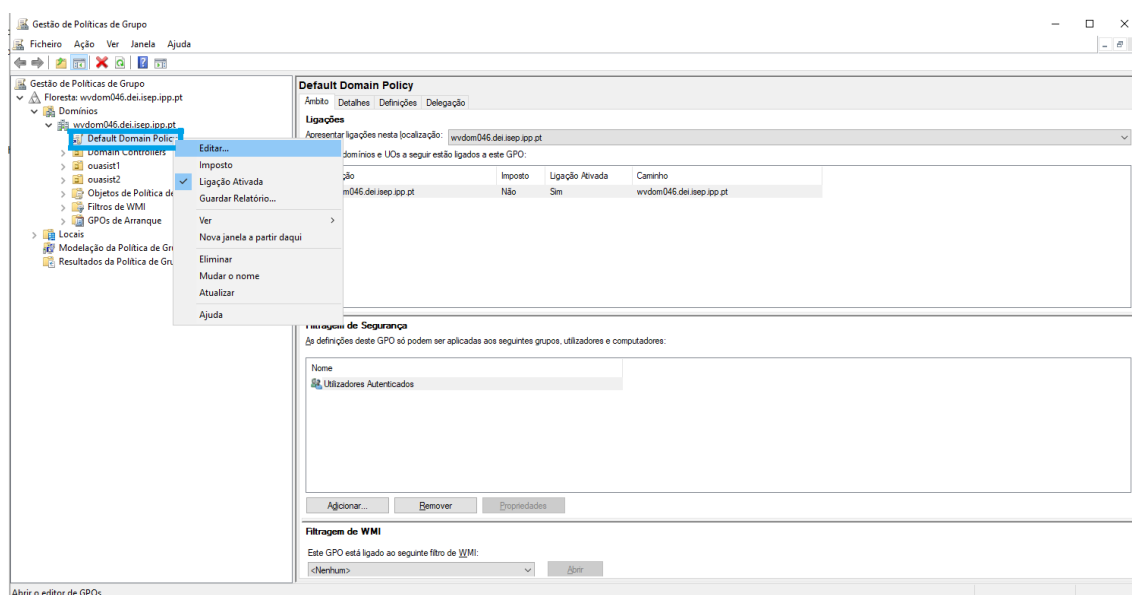 Gestão de Políticas de Grupo
Ficheiro Ação Ver Janela Ajuda
Gestão de Políticas de Grupo
Floresta: wvdom046.dei.isep.ipp.pt
Domínios
wvdom046.dei.isep.ipp.pt
Default Domain Policy
Domain Controllers
ouasist1
ouasist2
Objetos de Política de
Filtros de WMI
GPOs de Arranque
Locais
Modelação da Política de Gru
Resultados da Política de Gru
Editar...
Imposto
Ligação Ativada
Guardar Relatório...
Ver
Nova janela a partir daqui
Eliminar
Mudar o nome
Atualizar
Ajuda
Default Domain Policy
Âmbito Detalhes Definições Delegação
Ligações
Apresentar ligações nesta localização: wvdom046.dei.isep.ipp.pt
domínios e UOs a seguir estão ligados a este GPO:
ção Imposto Ligação Ativada Caminho
m046.dei.isep.ipp.pt Não Sim wvdom046.dei.isep.ipp.pt
Filtragem de Segurança
As definições deste GPO só podem ser aplicadas aos seguintes grupos, utilizadores e computadores:
Nome
Utilizadores Autenticados
Adicionar... Remover Propriedades
Filtragem de WMI
Este GPO está ligado ao seguinte filtro de WMI:
<Nenhum> Abrir
Abrir o editor de GPOs